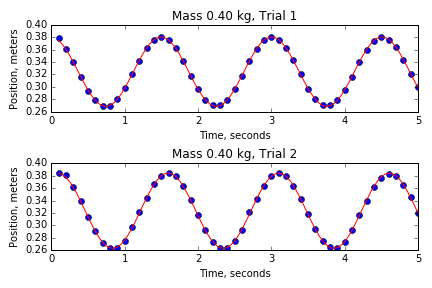 Mass 0.40 kg, Trial 1
0.40
0.38
0.36
0.34
0.32
0.30
0.28
0.26
Position, meters
0 1 2 3 4 5
Time, seconds
Mass 0.40 kg, Trial 2
0.40
0.38
0.36
0.34
0.32
0.30
0.28
0.26
Position, meters
0 1 2 3 4 5
Time, seconds